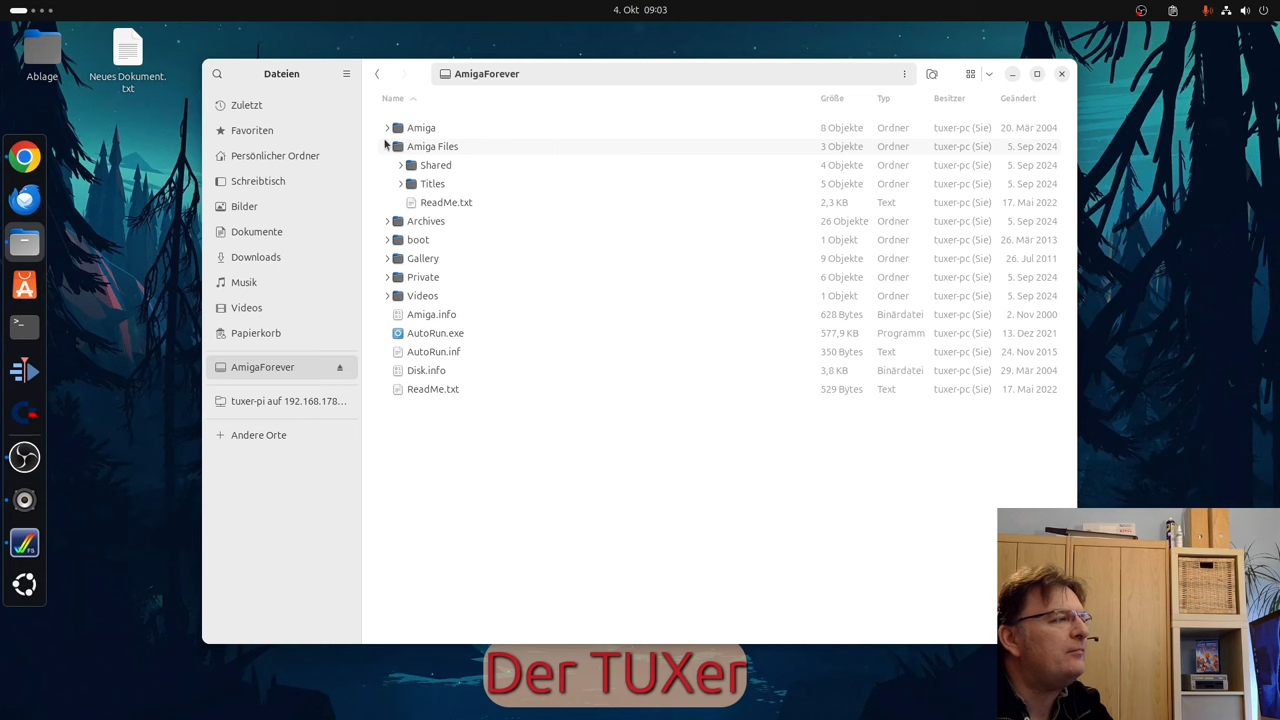 4. Okt 09:03
Ablage
Neues Dokument.
txt
Dateien
Zuletzt
Favoriten
Persönlicher Ordner
Schreibtisch
Bilder
Dokumente
Downloads
Musik
Videos
Papierkorb
AmigaForever
tuxer-pi auf 192.168.178…
Andere Orte
AmigaForever
Name Größe Typ Besitzer Geändert
Amiga 8 Objekte Ordner tuxer-pc (Sie) 20. Mär 2004
Amiga Files 3 Objekte Ordner tuxer-pc (Sie) 5. Sep 2024
Shared 4 Objekte Ordner tuxer-pc (Sie) 5. Sep 2024
Titles 5 Objekte Ordner tuxer-pc (Sie) 5. Sep 2024
ReadMe.txt 2,3 KB Text tuxer-pc (Sie) 17. Mai 2022
Archives 26 Objekte Ordner tuxer-pc (Sie) 5. Sep 2024
boot 1 Objekt Ordner tuxer-pc (Sie) 26. Mär 2013
Gallery 9 Objekte Ordner tuxer-pc (Sie) 26. Jul 2011
Private 6 Objekte Ordner tuxer-pc (Sie) 5. Sep 2024
Videos 1 Objekt Ordner tuxer-pc (Sie) 5. Sep 2024
Amiga.info 628 Bytes Binärdatei tuxer-pc (Sie) 2. Nov 2000
AutoRun.exe 577,9 KB Programm tuxer-pc (Sie) 13. Dez 2021
AutoRun.inf 350 Bytes Text tuxer-pc (Sie) 24. Nov 2015
Disk.info 3,8 KB Binärdatei tuxer-pc (Sie) 29. Mär 2004
ReadMe.txt 529 Bytes Text tuxer-pc (Sie) 17. Mai 2022
FS
Der TUXer